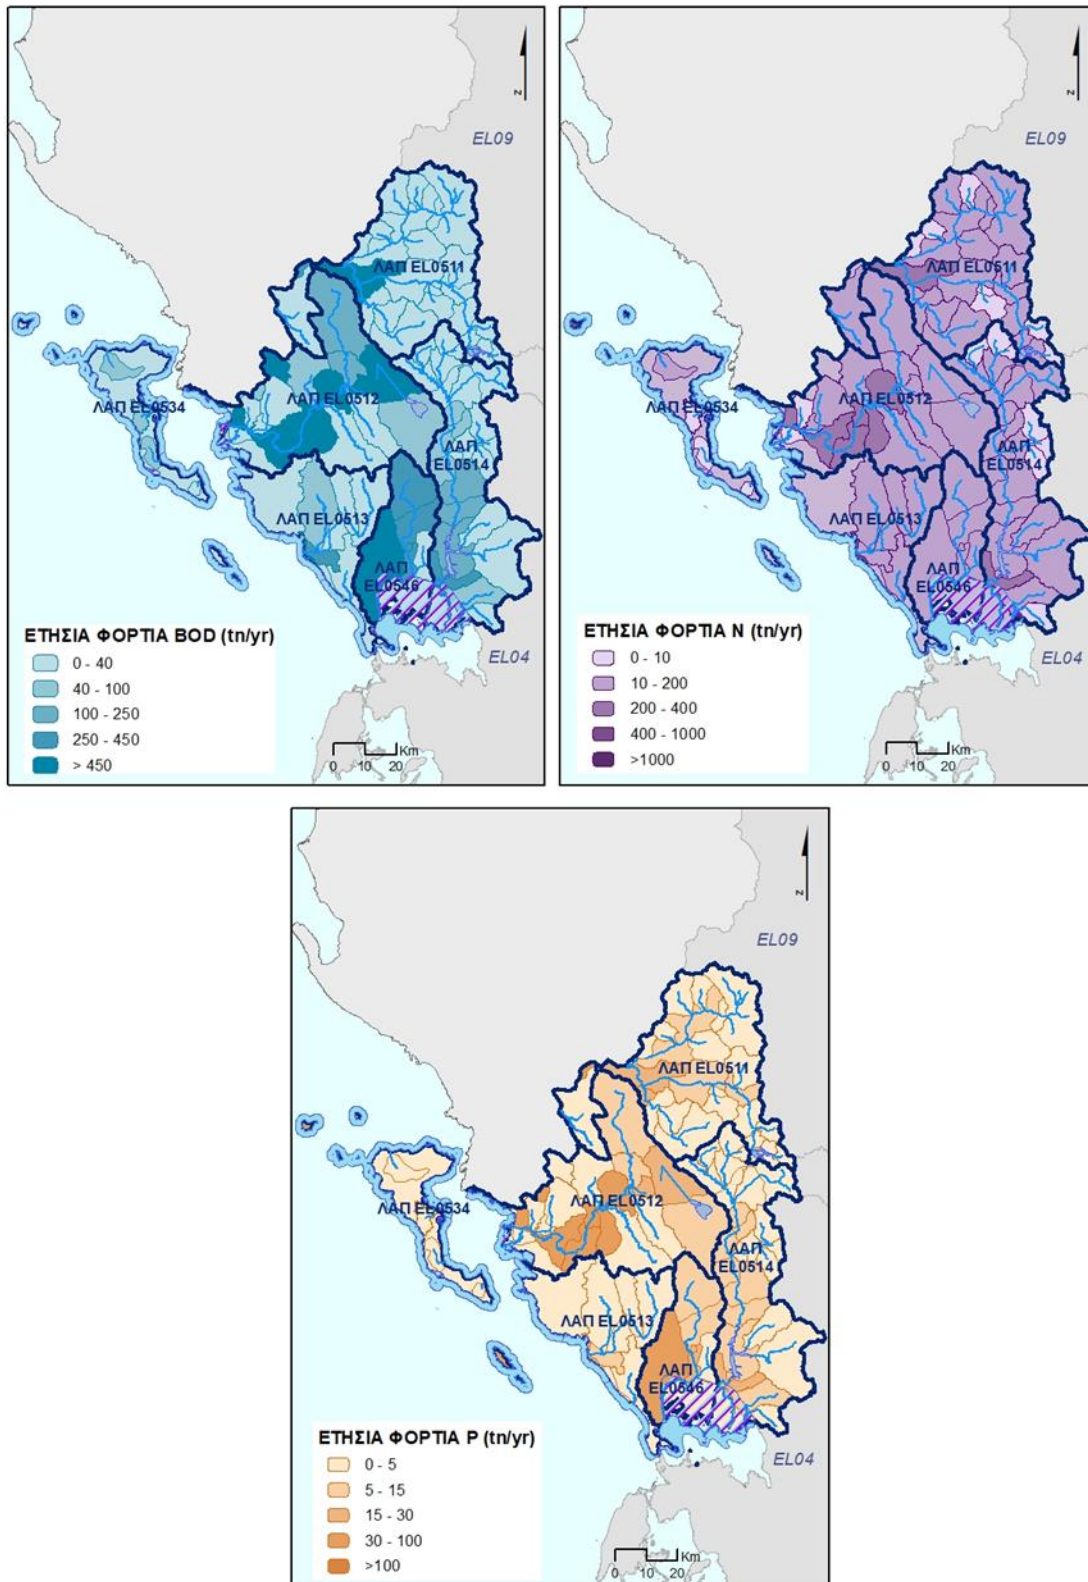 z
EL09
ΛΑΠ EL0511
ΛΑΠ EL0534
ΛΑΠ EL0512
ΛΑΠ
EL0514
ΛΑΠ EL0513
ΛΑΠ
EL0546
EL04
ΕΤΗΣΙΑ ΦΟΡΤΙΑ BOD (tn/yr)
0 - 40
40 - 100
100 - 250
250 - 450
> 450
Km
0 10 20
z
EL09
ΛΑΠ EL0511
ΛΑΠ EL0534
ΛΑΠ EL0512
ΛΑΠ
EL0514
ΛΑΠ EL0513
ΛΑΠ
EL0546
EL04
ΕΤΗΣΙΑ ΦΟΡΤΙΑ N (tn/yr)
0 - 10
10 - 200
200 - 400
400 - 1000
>1000
Km
0 10 20
z
EL09
ΛΑΠ EL0511
ΛΑΠ EL0534
ΛΑΠ EL0512
ΛΑΠ
EL0514
ΛΑΠ EL0513
ΛΑΠ
EL0546
EL04
ΕΤΗΣΙΑ ΦΟΡΤΙΑ P (tn/yr)
0 - 5
5 - 15
15 - 30
30 - 100
>100
Km
0 10 20